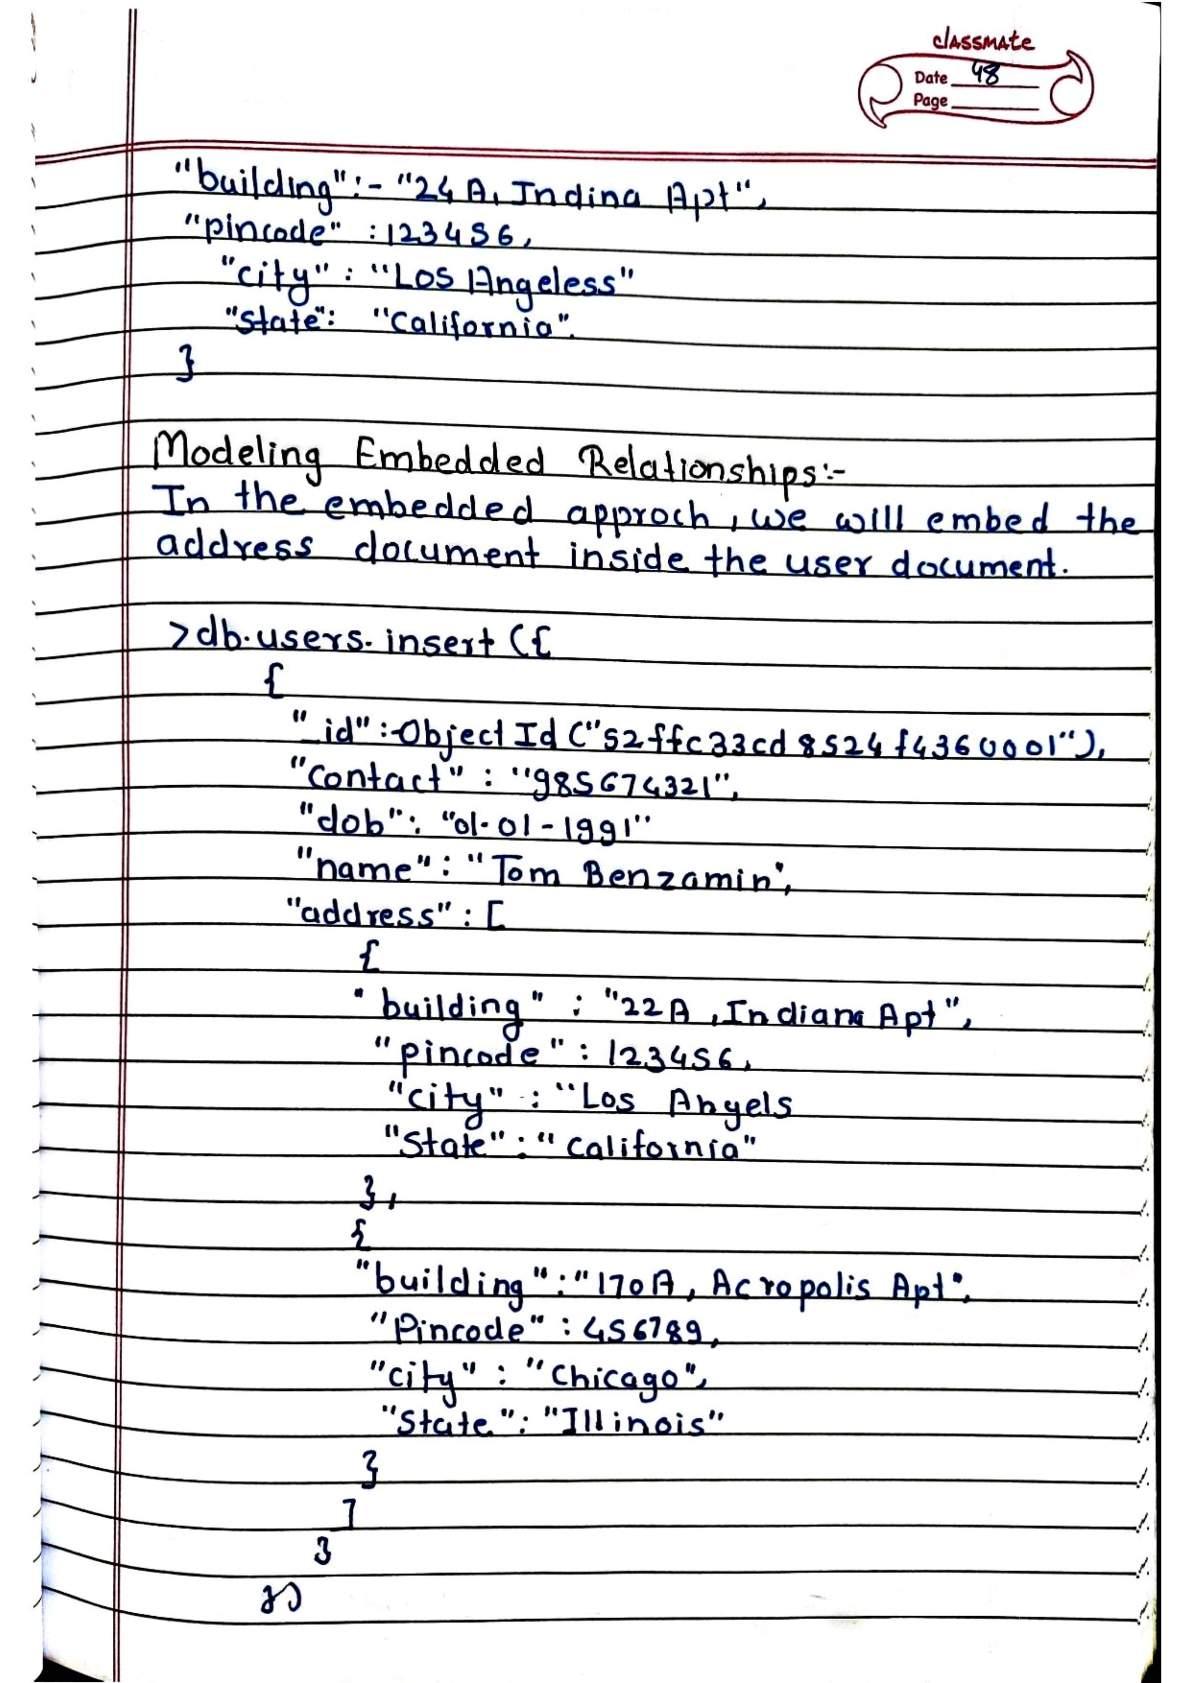 classmate
Date 48
Page
"building":- "24 A, Indina Apt",
"pincode" : 123456,
"city" : "Los Angeless"
"State": "California".
}
Modeling Embedded Relationships:-
In the embedded approch, we will embed the
address document inside the user document.
>db.users.insert ({
{
"_id":-Object Id ("52ffc33cd8524f4360001"),
"contact" : "985674321",
"dob": "01-01-1991"
"name" : "Tom Benzamin",
"address" : [
{
"building" : "22A, Indiana Apt",
"pincode" : 123456,
"city" : "Los Angels
"State" : "California"
},
{
"building" : "170A, Acropolis Apt",
"Pincode" : 456789,
"city" : "Chicago",
"State" : "Illinois"
}
]
}
})